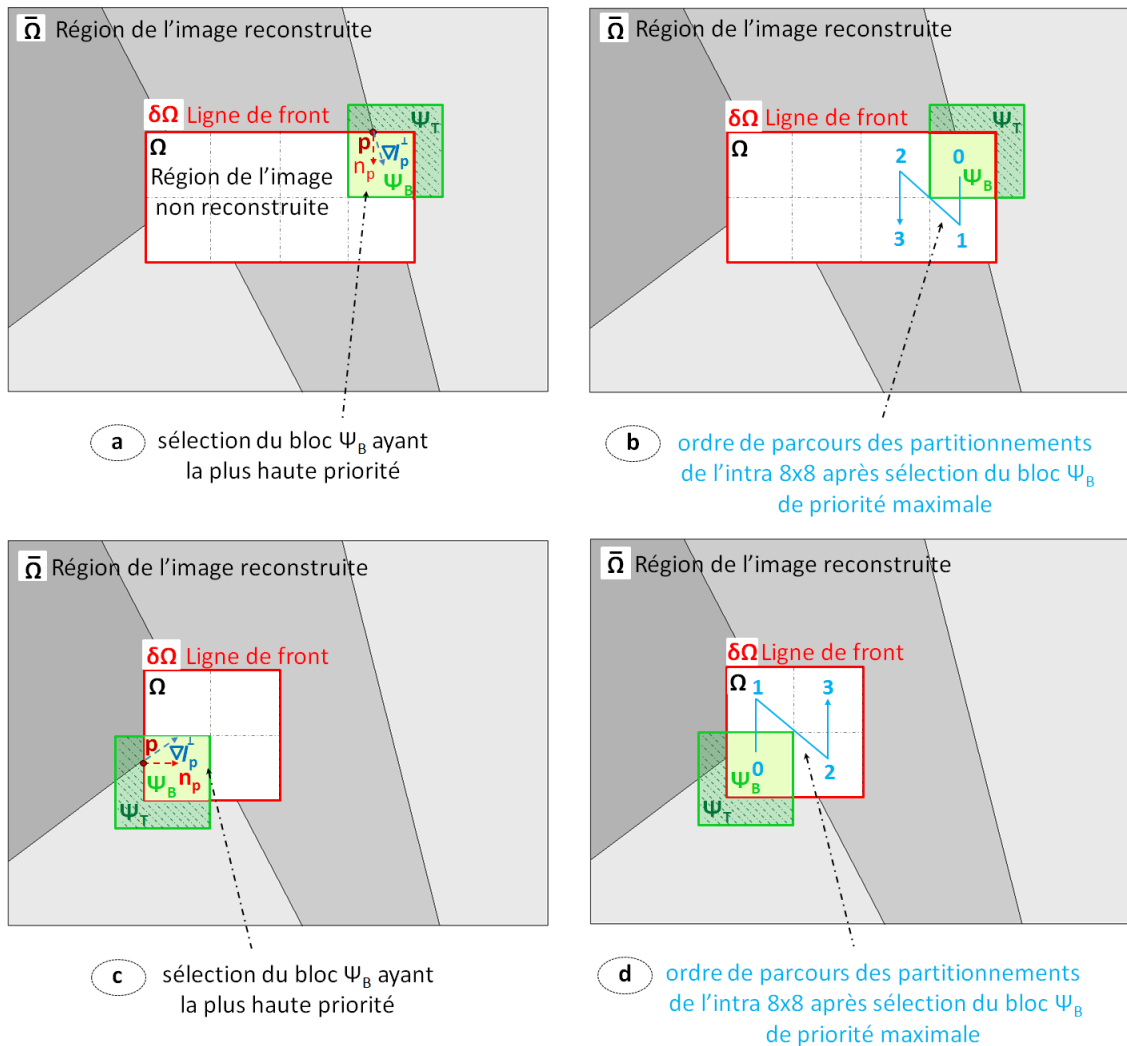 Ω̄ Région de l'image reconstruite
δΩ Ligne de front
Ω
Région de l'image
non reconstruite
p
n_p
∇I_p^⊥
Ψ_B
Ψ_T
a sélection du bloc Ψ_B ayant
la plus haute priorité
Ω̄ Région de l'image reconstruite
δΩ Ligne de front
Ω
Ψ_T
2
0
Ψ_B
3
1
b ordre de parcours des partitionnements
de l'intra 8x8 après sélection du bloc Ψ_B
de priorité maximale
Ω̄ Région de l'image reconstruite
δΩ Ligne de front
Ω
p
∇I_p^⊥
Ψ_B
n_p
Ψ_T
c sélection du bloc Ψ_B ayant
la plus haute priorité
Ω̄ Région de l'image reconstruite
δΩ Ligne de front
Ω
1
3
Ψ_B
0
2
Ψ_T
d ordre de parcours des partitionnements
de l'intra 8x8 après sélection du bloc Ψ_B
de priorité maximale